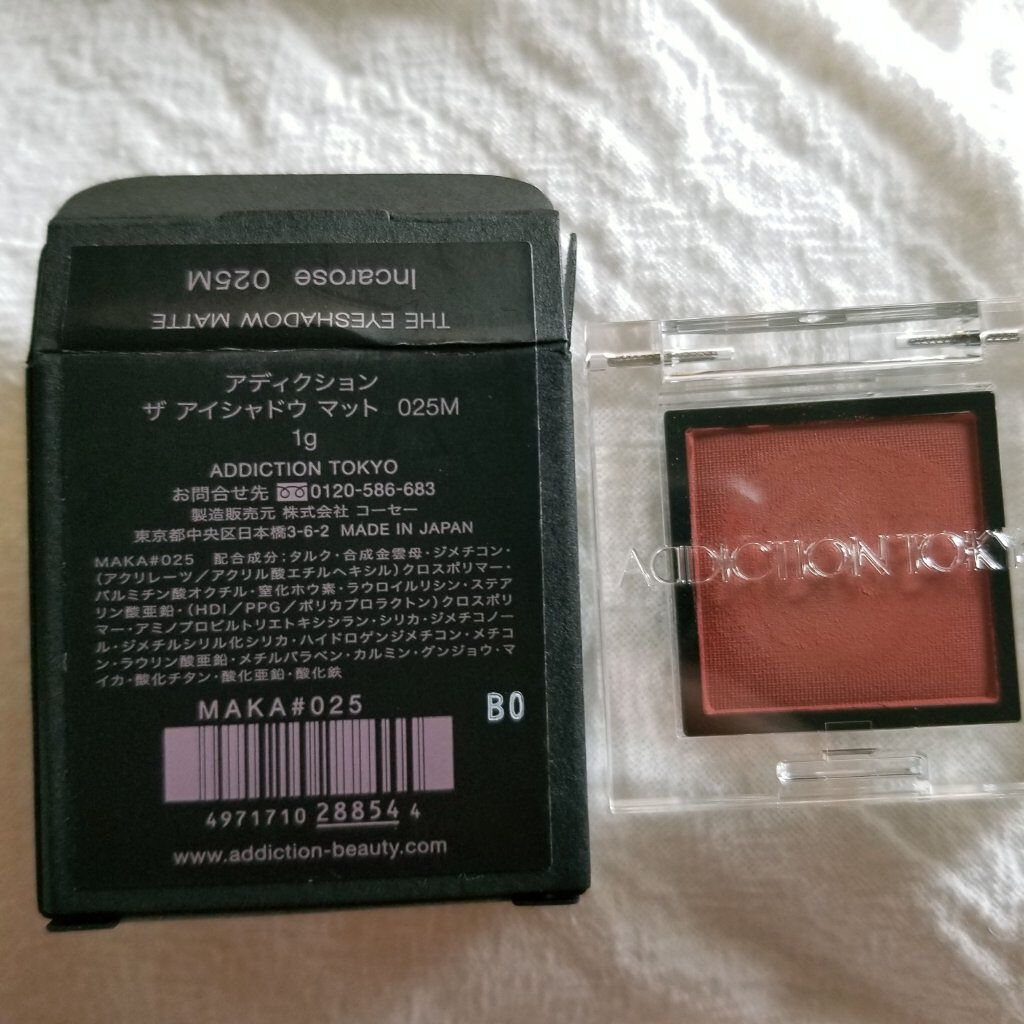 Incarose 025M
THE EYESHADOW MATTE
アディクション
ザ アイシャドウ マット 025M
1g
ADDICTION TOKYO
お問合せ先 0120-586-683
製造販売元 株式会社 コーセー
東京都中央区日本橋3-6-2 MADE IN JAPAN
MAKA#025 配合成分:タルク・合成金雲母・ジメチコン・
(アクリレーツ/アクリル酸エチルヘキシル)クロスポリマー・
パルミチン酸オクチル・窒化ホウ素・ラウロイルリシン・ステア
リン酸亜鉛・(HDI/PPG/ポリカプロラクトン)クロスポリ
マー・アミノプロピルトリエトキシシラン・シリカ・ジメチコノー
ル・ジメチルシリル化シリカ・ハイドロゲンジメチコン・メチコ
ン・ラウリン酸亜鉛・メチルパラベン・カルミン・グンジョウ・マ
イカ・酸化チタン・酸化亜鉛・酸化鉄
MAKA#025
B0
4971710 288544
www.addiction-beauty.com
ADDICTION TOKY